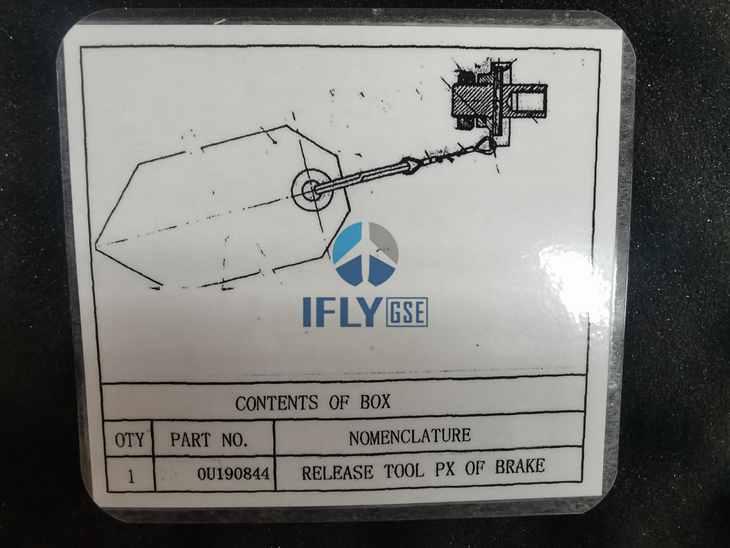 IFLY GSE
CONTENTS OF BOX
QTY PART NO. NOMENCLATURE
1 0U190844 RELEASE TOOL PX OF BRAKE